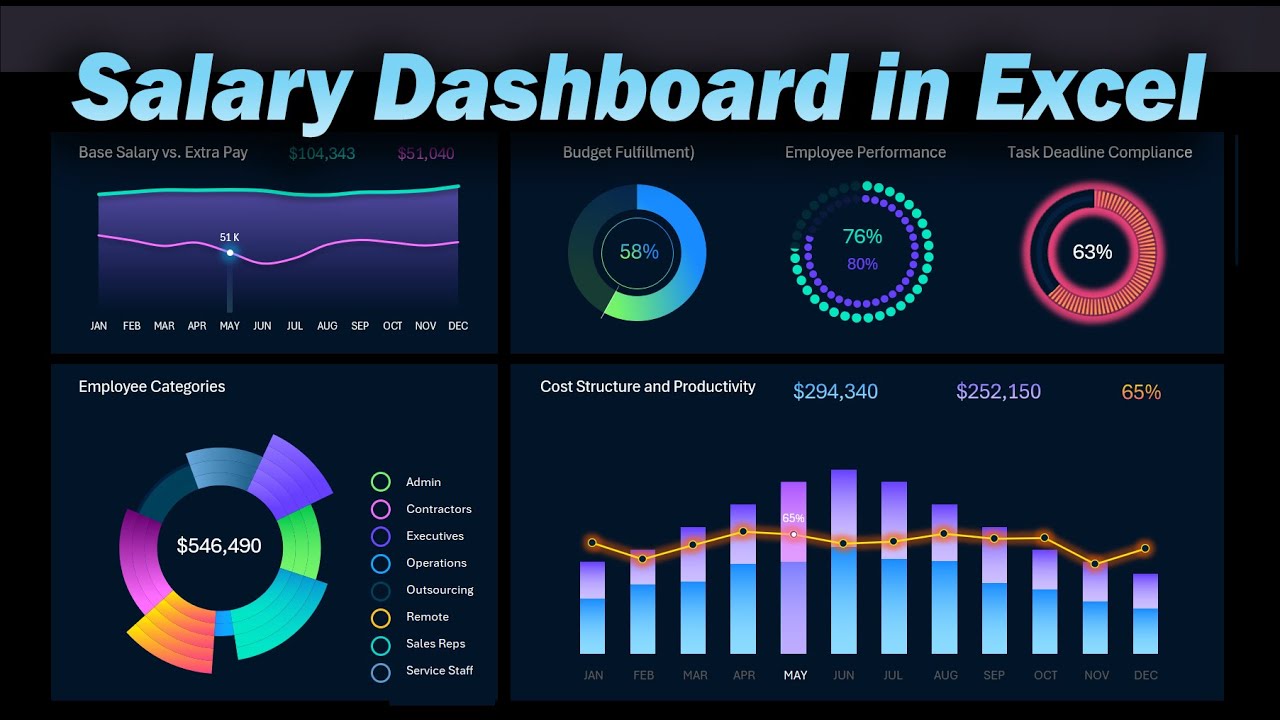 Salary Dashboard in Excel
Base Salary vs. Extra Pay $104,343 $51,040
51 K
JAN FEB MAR APR MAY JUN JUL AUG SEP OCT NOV DEC
Budget Fulfillment) Employee Performance Task Deadline Compliance
58%
76%
80%
63%
Employee Categories
$546,490
Admin
Contractors
Executives
Operations
Outsourcing
Remote
Sales Reps
Service Staff
Cost Structure and Productivity $294,340 $252,150 65%
65%
JAN FEB MAR APR MAY JUN JUL AUG SEP OCT NOV DEC